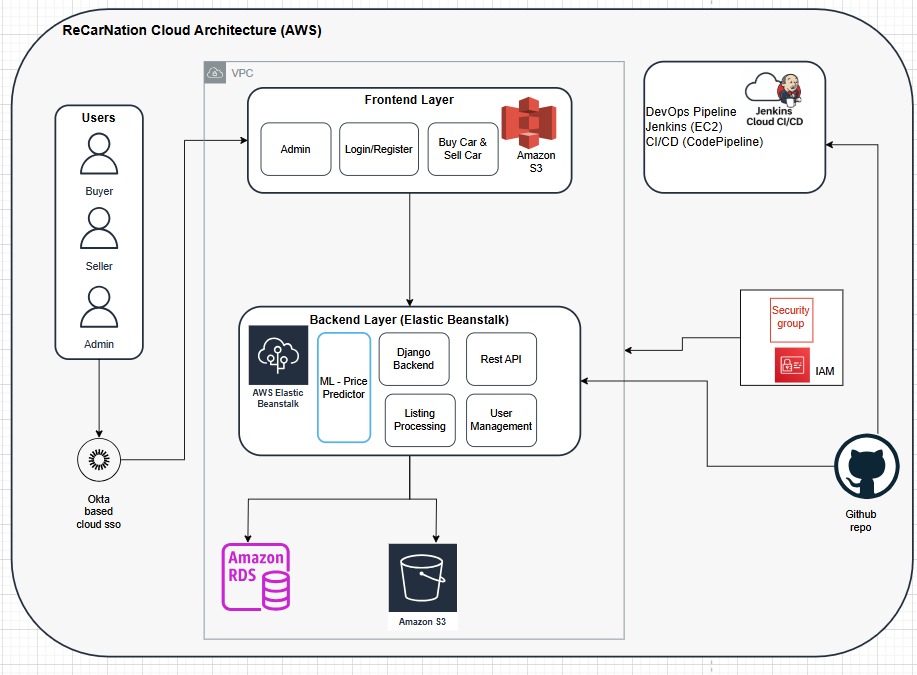 ReCarNation Cloud Architecture (AWS)
Users
Buyer
Seller
Admin
Okta
based
cloud sso
VPC
Frontend Layer
Admin
Login/Register
Buy Car &
Sell Car
Amazon
S3
Backend Layer (Elastic Beanstalk)
AWS Elastic
Beanstalk
ML - Price
Predictor
Django
Backend
Rest API
Listing
Processing
User
Management
Amazon
RDS
Amazon S3
DevOps Pipeline
Jenkins (EC2)
CI/CD (CodePipeline)
Jenkins
Cloud CI/CD
Security
group
IAM
Github
repo